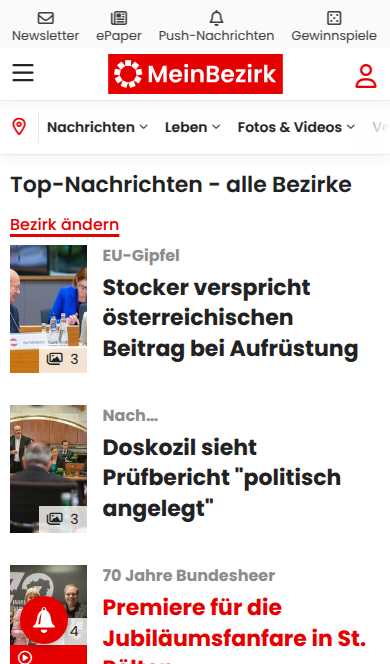 Newsletter ePaper Push-Nachrichten Gewinnspiele
MeinBezirk
Nachrichten Leben Fotos & Videos
Top-Nachrichten - alle Bezirke
Bezirk ändern
EU-Gipfel
Stocker verspricht
österreichischen
Beitrag bei Aufrüstung
3
Nach...
Doskozil sieht
Prüfbericht "politisch
angelegt"
3
70 Jahre Bundesheer
Premiere für die
Jubiläumsfanfare in St.
4